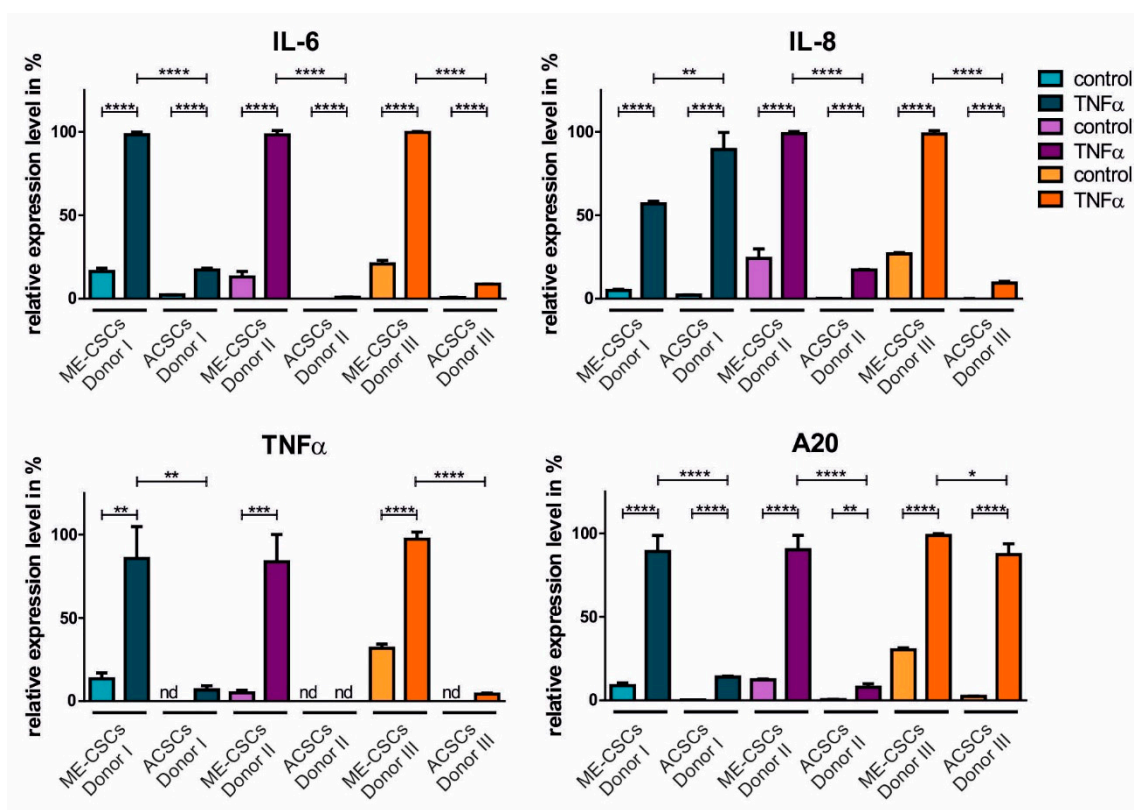 IL-6
**** **** ****
**** **** **** **** **** ****
relative expression level in %
100
50
0
ME-CSCs
Donor I
ACSCs
Donor I
ME-CSCs
Donor II
ACSCs
Donor II
ME-CSCs
Donor III
ACSCs
Donor III
IL-8
** **** ****
**** **** **** **** **** ****
relative expression level in %
100
50
0
ME-CSCs
Donor I
ACSCs
Donor I
ME-CSCs
Donor II
ACSCs
Donor II
ME-CSCs
Donor III
ACSCs
Donor III
control
TNFα
control
TNFα
control
TNFα
TNFα
** ****
** *** ****
relative expression level in %
100
50
0
nd nd nd nd
ME-CSCs
Donor I
ACSCs
Donor I
ME-CSCs
Donor II
ACSCs
Donor II
ME-CSCs
Donor III
ACSCs
Donor III
A20
**** **** *
**** **** **** ** **** ****
relative expression level in %
100
50
0
ME-CSCs
Donor I
ACSCs
Donor I
ME-CSCs
Donor II
ACSCs
Donor II
ME-CSCs
Donor III
ACSCs
Donor III